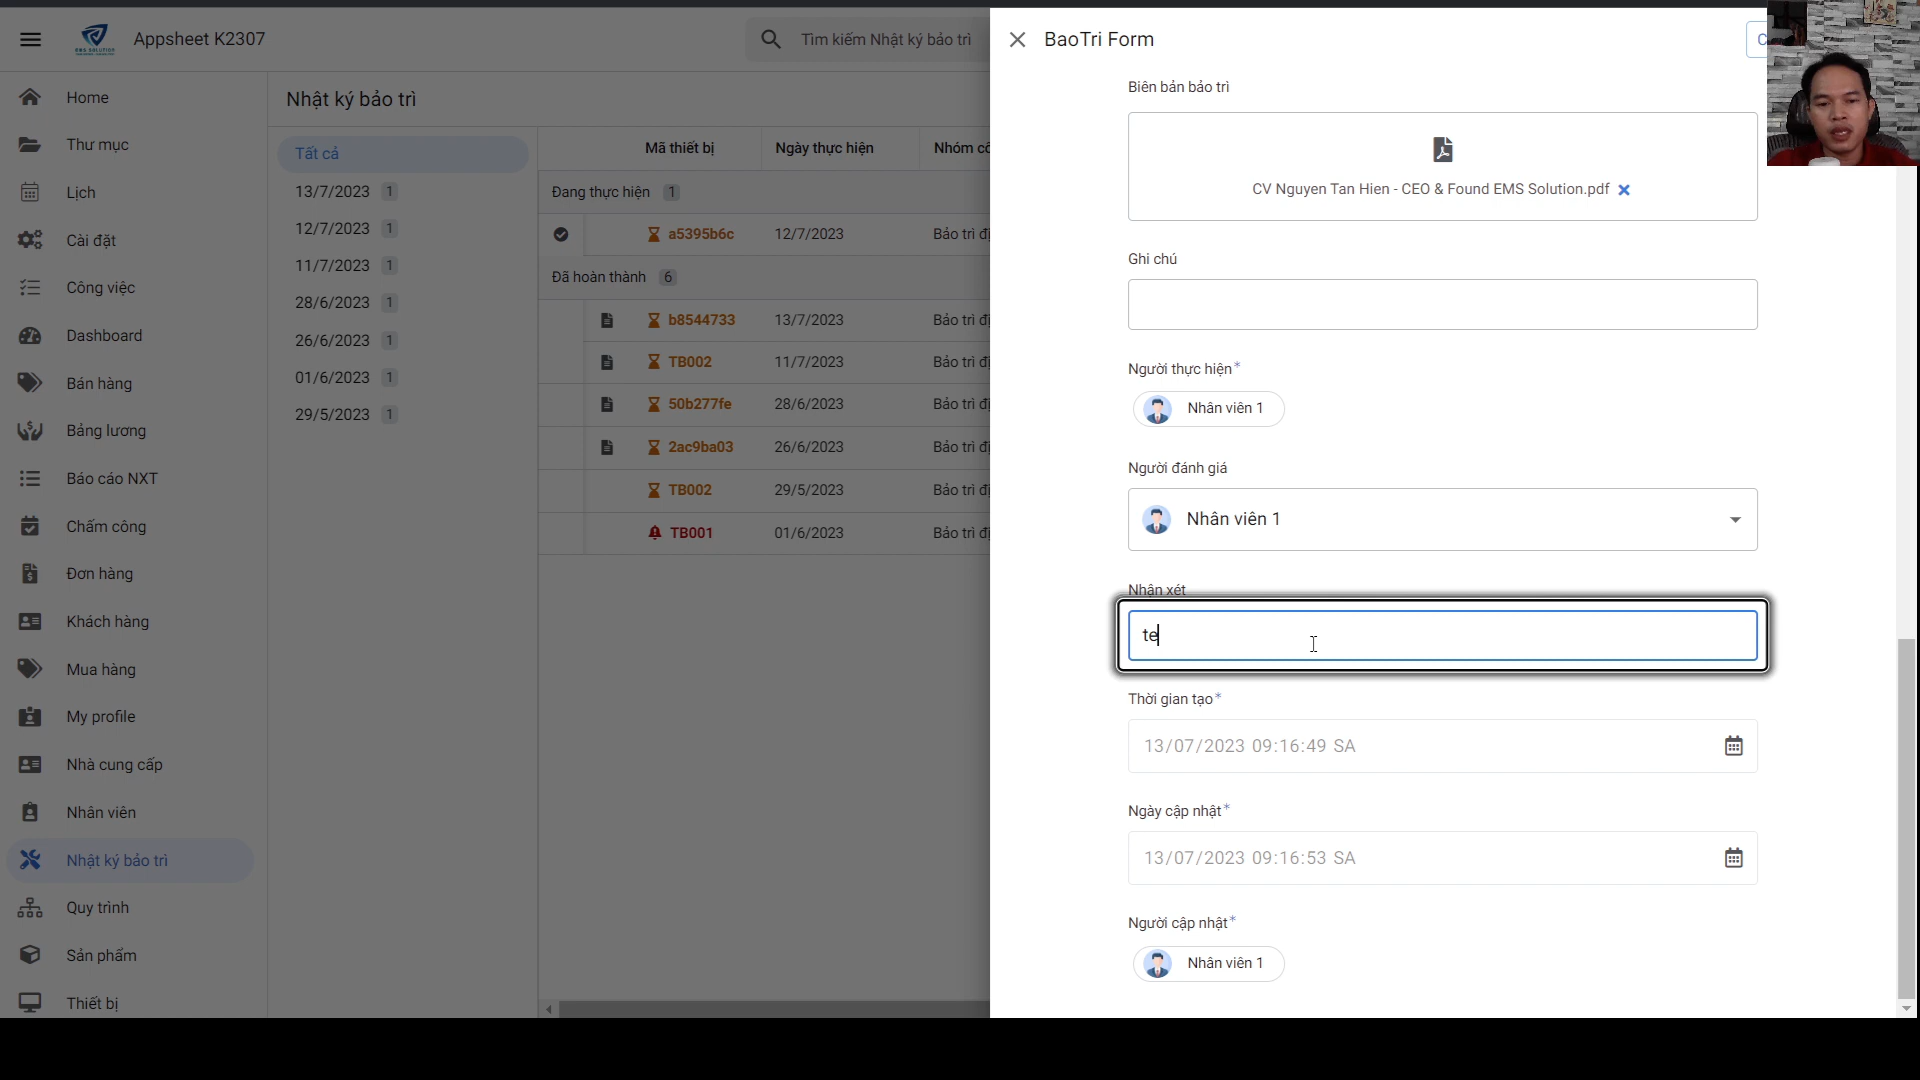 Appsheet K2307
EMS SOLUTION
Tìm kiếm Nhật ký bảo trì
Home
Thư mục
Lịch
Cài đặt
Công việc
Dashboard
Bán hàng
Bảng lương
Báo cáo NXT
Chấm công
Đơn hàng
Khách hàng
Mua hàng
My profile
Nhà cung cấp
Nhân viên
Nhật ký bảo trì
Quy trình
Sản phẩm
Thiết bị
Nhật ký bảo trì
Tất cả
13/7/2023 1
12/7/2023 1
11/7/2023 1
28/6/2023 1
26/6/2023 1
01/6/2023 1
29/5/2023 1
Mã thiết bị Ngày thực hiện Nhóm
Đang thực hiện 1
a5395b6c 12/7/2023 Bảo trì
Đã hoàn thành 6
b8544733 13/7/2023 Bảo trì
TB002 11/7/2023 Bảo trì
50b277fe 28/6/2023 Bảo trì
2ac9ba03 26/6/2023 Bảo trì
TB002 29/5/2023 Bảo trì
TB001 01/6/2023 Bảo trì
BaoTri Form
Biên bản bảo trì
CV Nguyen Tan Hien - CEO & Found EMS Solution.pdf
Ghi chú
Người thực hiện*
Nhân viên 1
Người đánh giá
Nhân viên 1
Nhận xét
te
Thời gian tạo*
13/07/2023 09:16:49 SA
Ngày cập nhật*
13/07/2023 09:16:53 SA
Người cập nhật*
Nhân viên 1